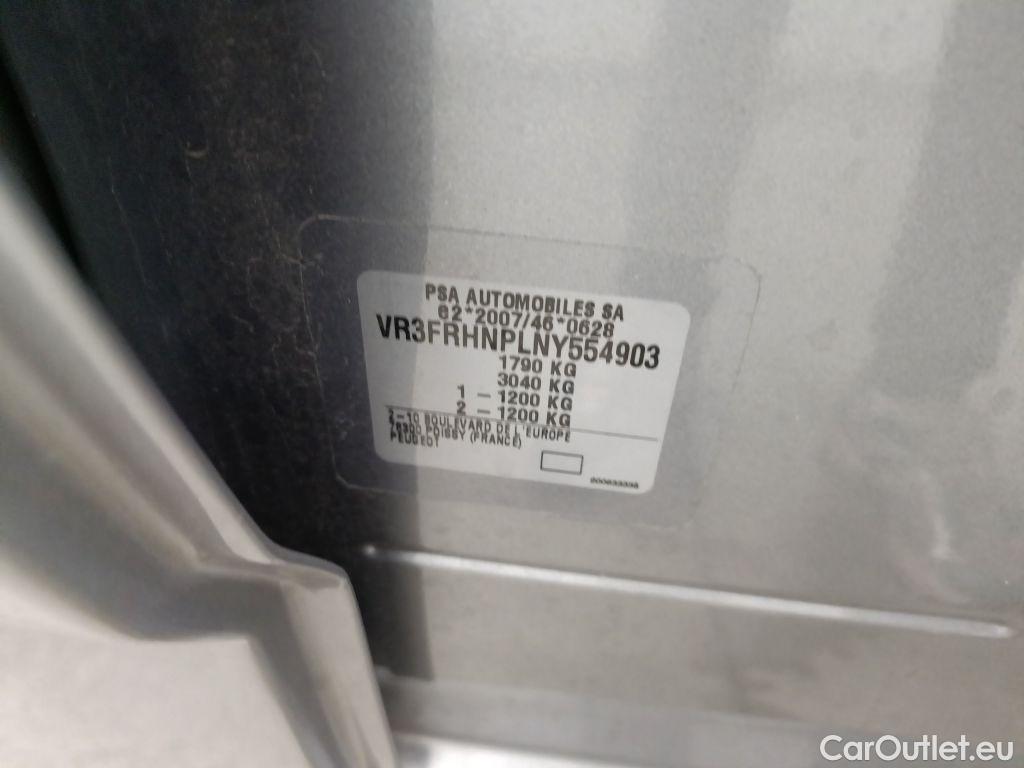 PSA AUTOMOBILES SA
e2*2007/46*0628
VR3FRHNPLNY554903
1790 KG
3040 KG
1 – 1200 KG
2 – 1200 KG
2–10 BOULEVARD DE L'EUROPE
78300 POISSY (FRANCE)
PEUGEOT
CarOutlet.eu